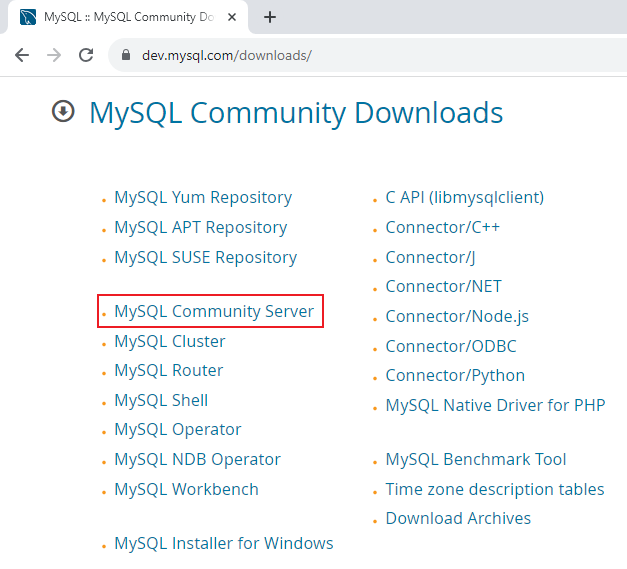 MySQL :: MySQL Community Do
dev.mysql.com/downloads/
MySQL Community Downloads
MySQL Yum Repository
MySQL APT Repository
MySQL SUSE Repository
MySQL Community Server
MySQL Cluster
MySQL Router
MySQL Shell
MySQL Operator
MySQL NDB Operator
MySQL Workbench
MySQL Installer for Windows
C API (libmysqlclient)
Connector/C++
Connector/J
Connector/NET
Connector/Node.js
Connector/ODBC
Connector/Python
MySQL Native Driver for PHP
MySQL Benchmark Tool
Time zone description tables
Download Archives